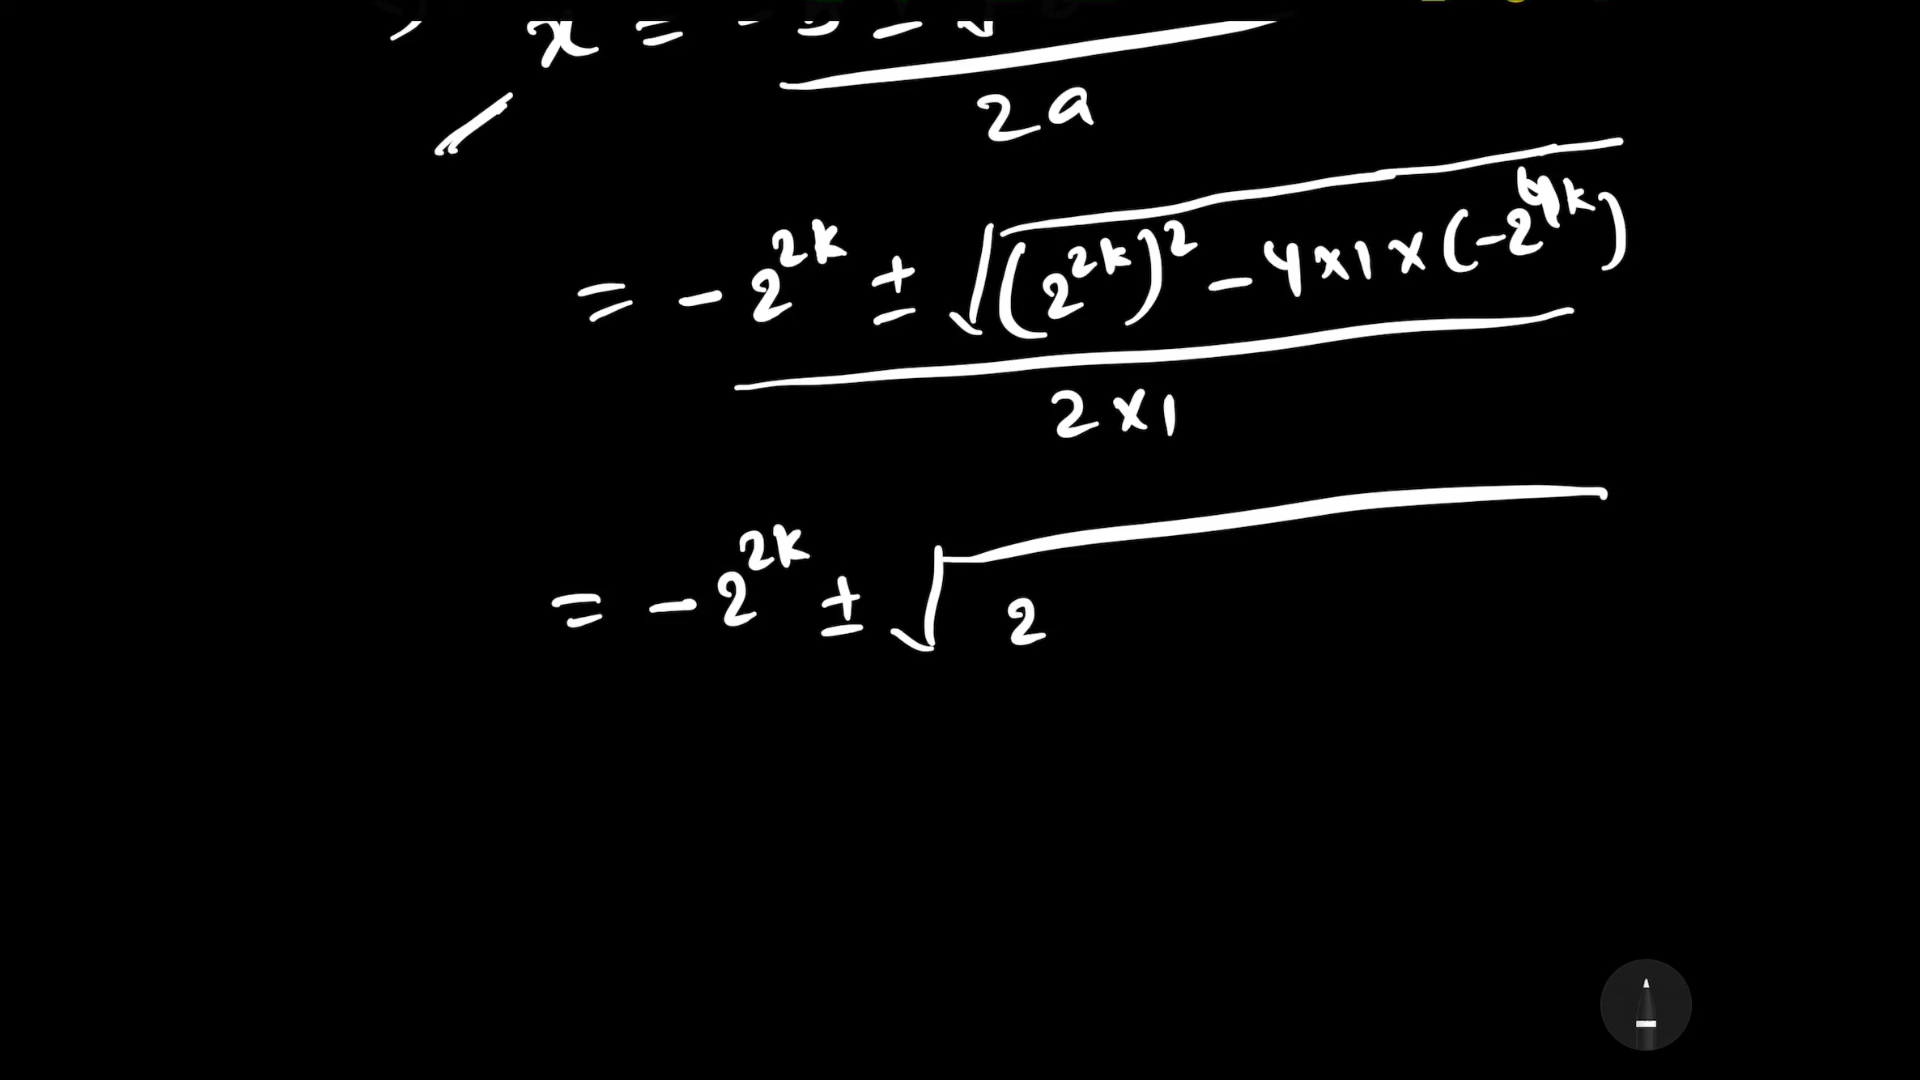 x = -b ± √
2a
= -2^{2k} ± √((2^{2k})^2 - 4×1×(-2^{4k}))
2×1
= -2^{2k} ± √(2